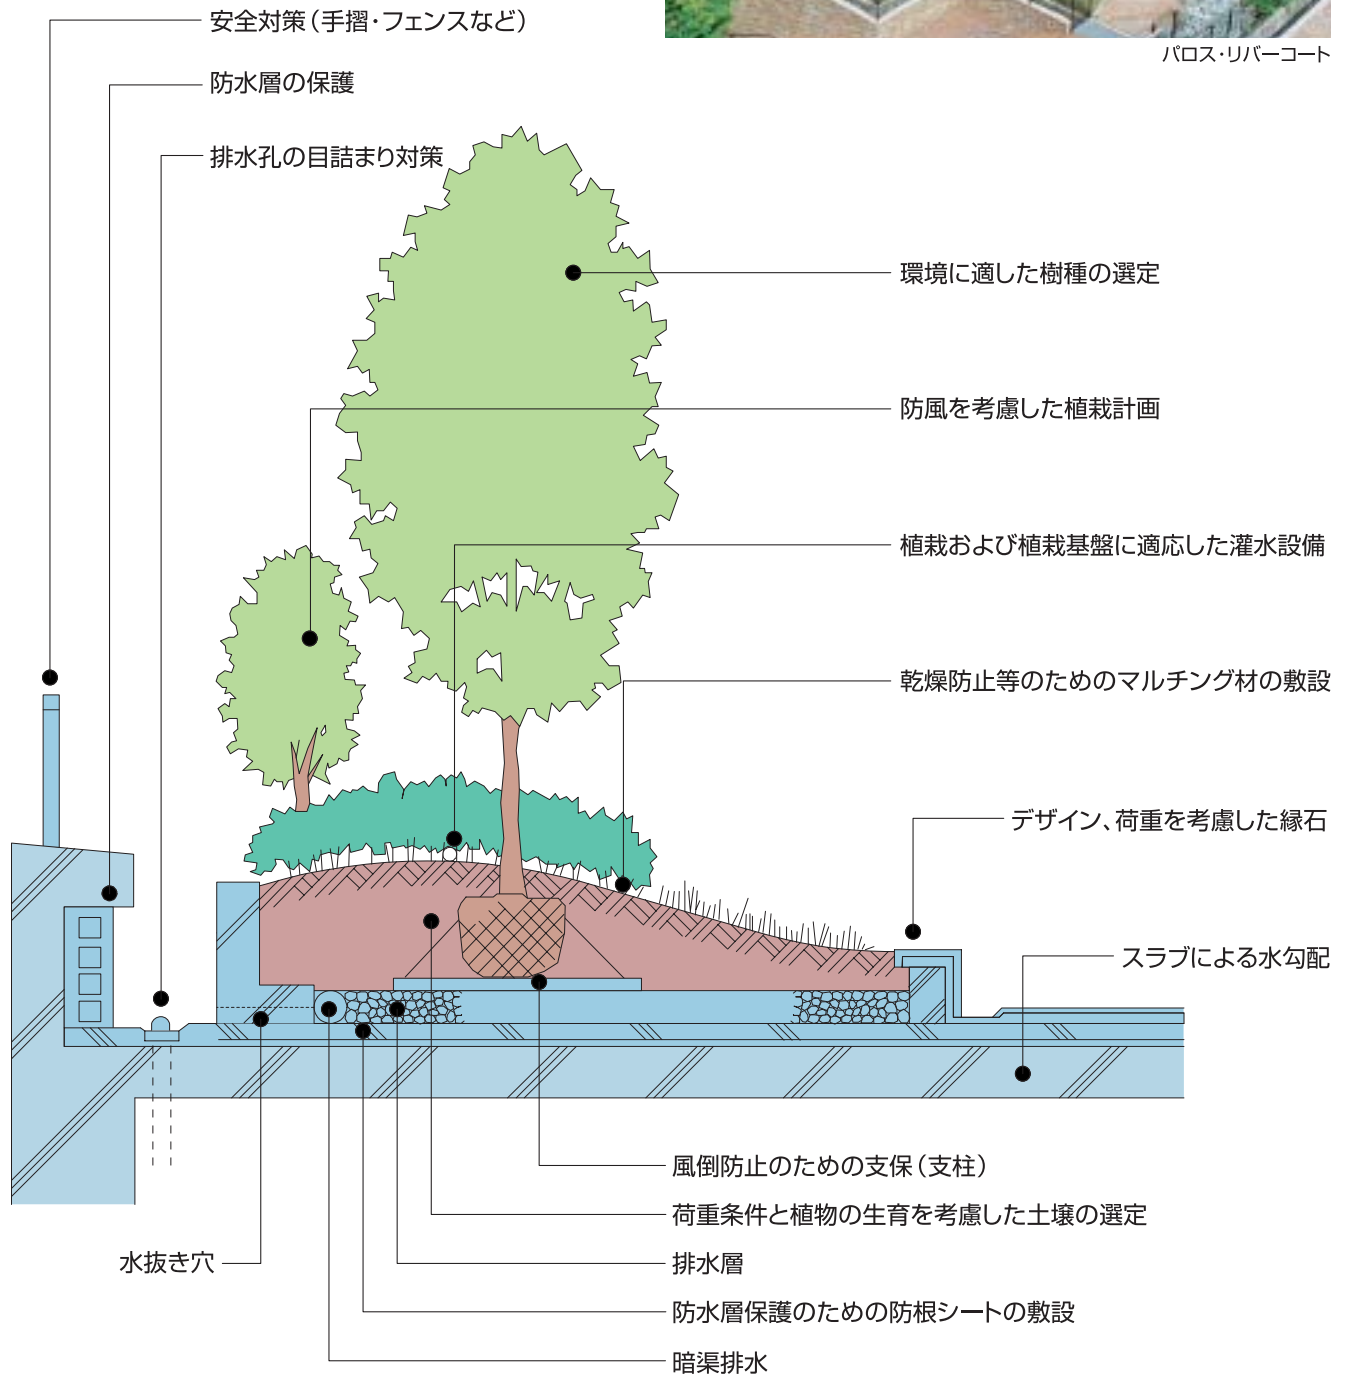 安全対策（手摺・フェンスなど）
パロス・リバーコート
防水層の保護
排水孔の目詰まり対策
環境に適した樹種の選定
防風を考慮した植栽計画
植栽および植栽基盤に適応した灌水設備
乾燥防止等のためのマルチング材の敷設
デザイン、荷重を考慮した縁石
スラブによる水勾配
風倒防止のための支保（支柱）
荷重条件と植物の生育を考慮した土壌の選定
水抜き穴
排水層
防水層保護のための防根シートの敷設
暗渠排水